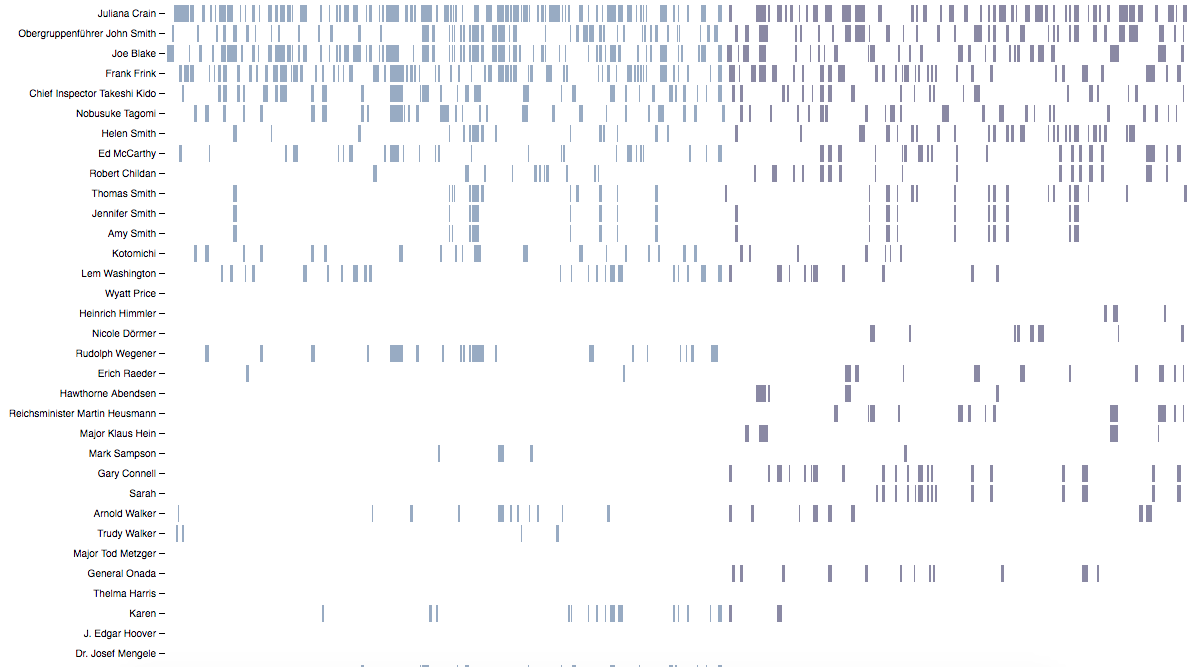 Juliana Crain
Obergruppenführer John Smith
Joe Blake
Frank Frink
Chief Inspector Takeshi Kido
Nobusuke Tagomi
Helen Smith
Ed McCarthy
Robert Childan
Thomas Smith
Jennifer Smith
Amy Smith
Kotomichi
Lem Washington
Wyatt Price
Heinrich Himmler
Nicole Dörmer
Rudolph Wegener
Erich Raeder
Hawthorne Abendsen
Reichsminister Martin Heusmann
Major Klaus Hein
Mark Sampson
Gary Connell
Sarah
Arnold Walker
Trudy Walker
Major Tod Metzger
General Onada
Thelma Harris
Karen
J. Edgar Hoover
Dr. Josef Mengele